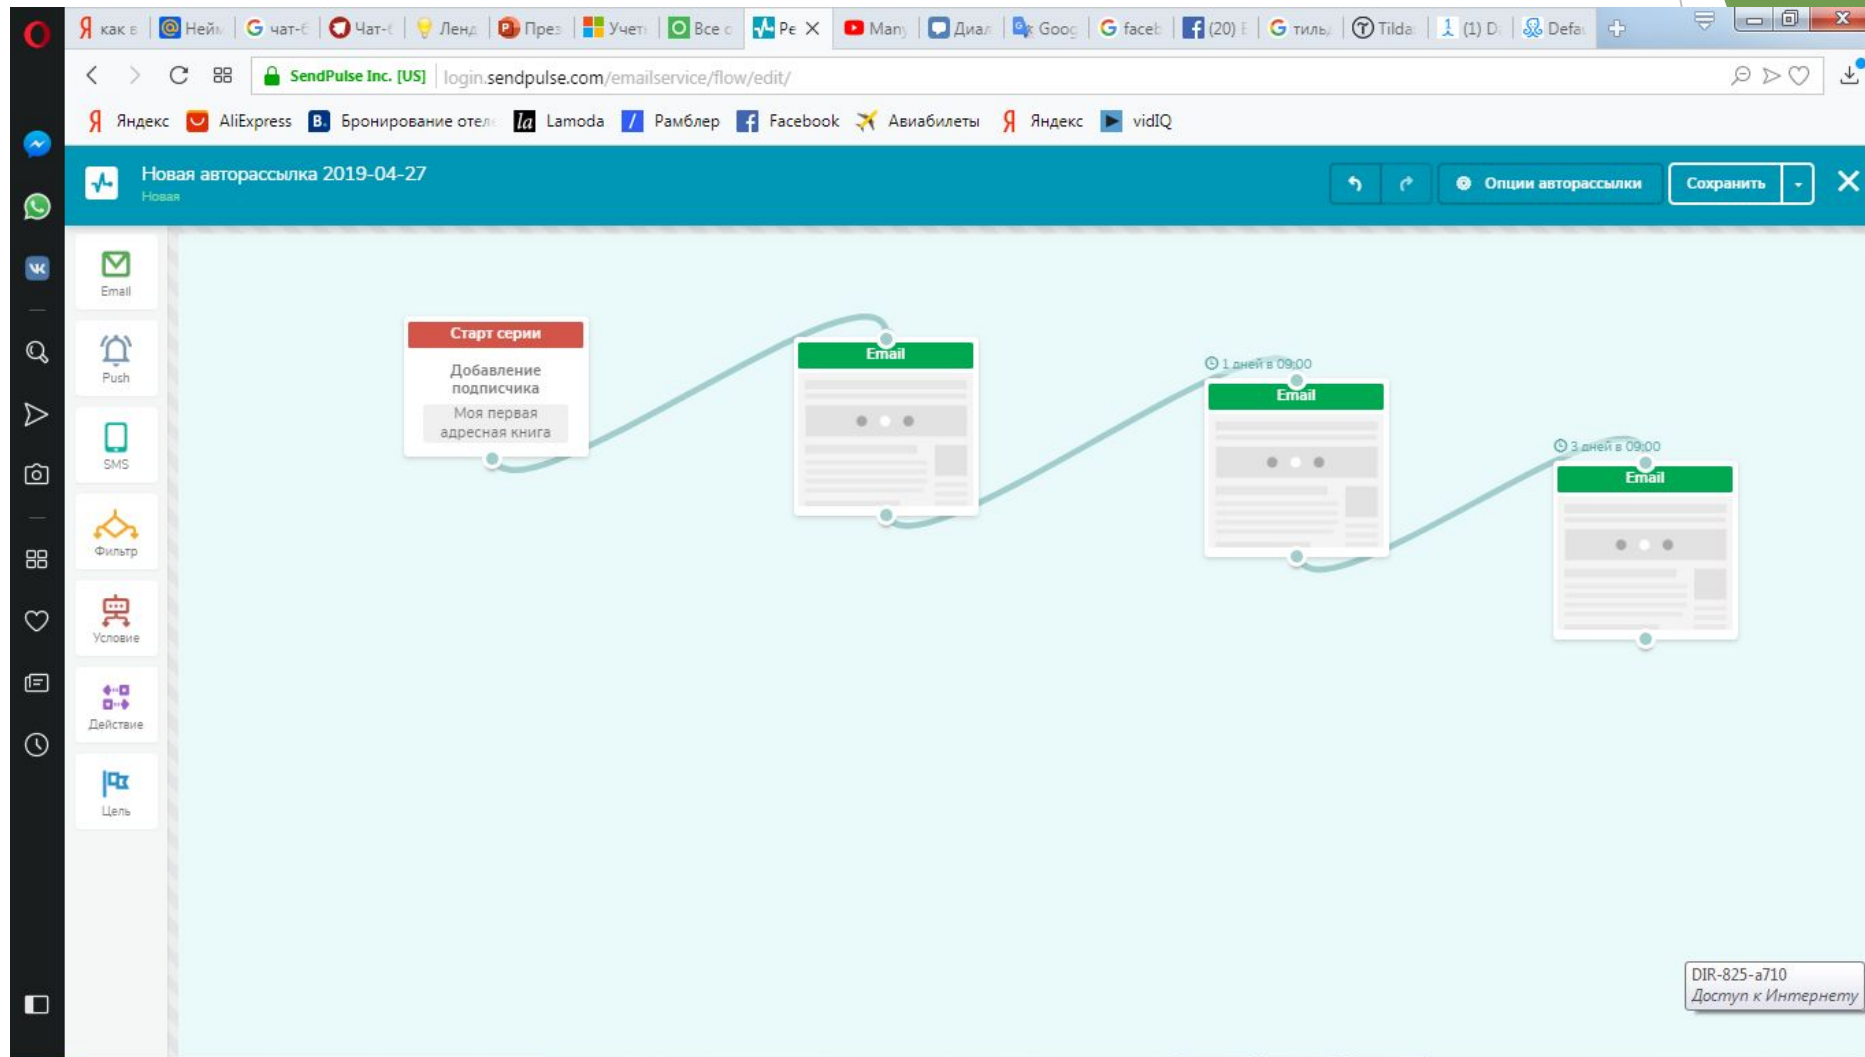 как в
Нейм
чат-б
Чат-б
Ленд
През
Учет
Все с
Ре
Many
Диал
Goog
faceb
(20)
тиль
Tilda
(1) D
Defau
SendPulse Inc. [US] login.sendpulse.com/emailservice/flow/edit/
Яндекс AliExpress Бронирование отел Lamoda Рамблер Facebook Авиабилеты Яндекс vidIQ
Новая авторассылка 2019-04-27
Новая
Опции авторассылки
Сохранить
Email
Push
SMS
Фильтр
Условие
Действие
Цель
Старт серии
Добавление
подписчика
Моя первая
адресная книга
Email
1 дней в 09:00
Email
3 дней в 09:00
Email
DIR-825-a710
Доступ к Интернету